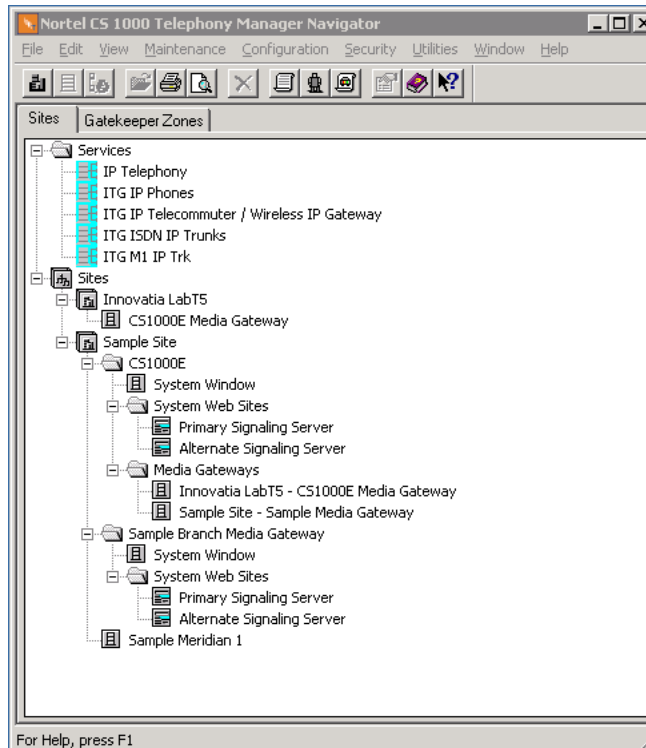 Nortel CS 1000 Telephony Manager Navigator
File Edit View Maintenance Configuration Security Utilities Window Help
Sites Gatekeeper Zones
Services
IP Telephony
ITG IP Phones
ITG IP Telecommuter / Wireless IP Gateway
ITG ISDN IP Trunks
ITG M1 IP Trk
Sites
Innovatia LabT5
CS1000E Media Gateway
Sample Site
CS1000E
System Window
System Web Sites
Primary Signaling Server
Alternate Signaling Server
Media Gateways
Innovatia LabT5 - CS1000E Media Gateway
Sample Site - Sample Media Gateway
Sample Branch Media Gateway
System Window
System Web Sites
Primary Signaling Server
Alternate Signaling Server
Sample Meridian 1
For Help, press F1